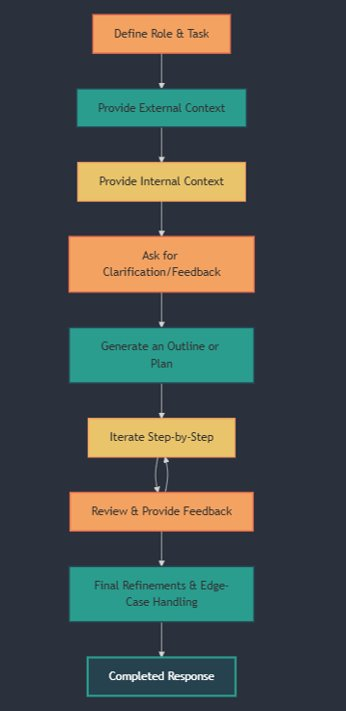 Define Role & Task
Provide External Context
Provide Internal Context
Ask for
Clarification/Feedback
Generate an Outline or
Plan
Iterate Step-by-Step
Review & Provide Feedback
Final Refinements & Edge-
Case Handling
Completed Response